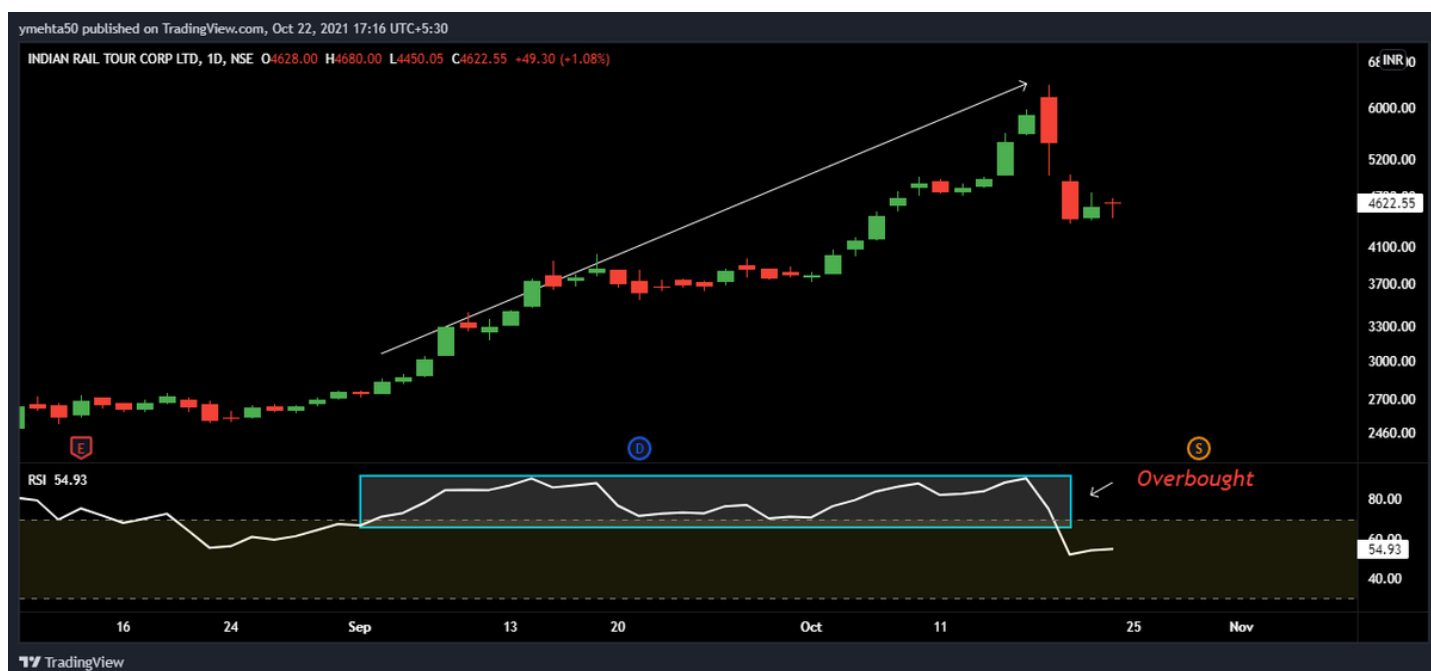 ymehta50 published on TradingView.com, Oct 22, 2021 17:16 UTC+5:30
INDIAN RAIL TOUR CORP LTD, 1D, NSE O4628.00 H4680.00 L4450.05 C4622.55 +49.30 (+1.08%)
INR
6000.00
5200.00
4622.55
4100.00
3700.00
3300.00
3000.00
2700.00
2460.00
E
D
S
RSI 54.93
Overbought
80.00
60.00
54.93
40.00
16 24 Sep 13 20 Oct 11 25 Nov
TradingView